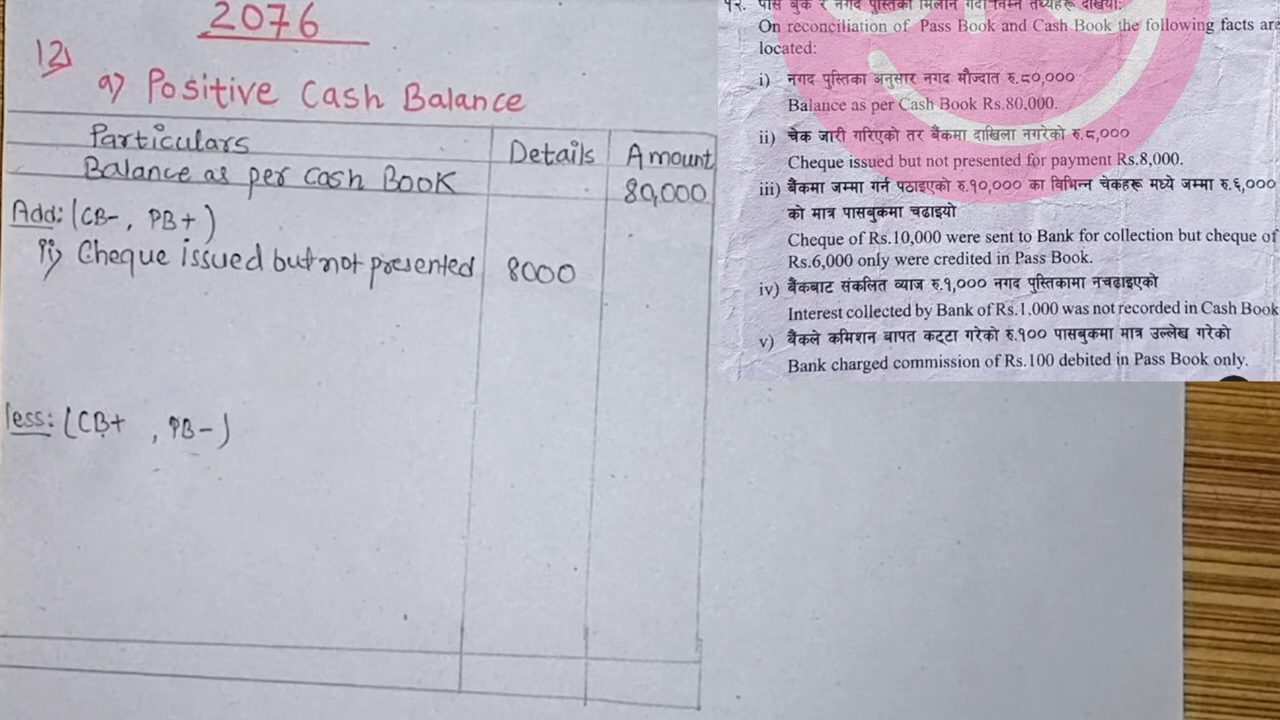 2076
12)
a) Positive Cash Balance
Particulars Details Amount
Balance as per Cash Book 80,000
Add: (CB-, PB+)
ii) Cheque issued but not presented 8000
less: (CB+ , PB-)
१२. पास बुक र नगद पुस्तिका मिलान गर्दा निम्न तथ्यहरू देखियो:
On reconciliation of Pass Book and Cash Book the following facts are
located:
i) नगद पुस्तिका अनुसार नगद मौज्दात रु.८०,०००
Balance as per Cash Book Rs.80,000.
ii) चेक जारी गरिएको तर बैंकमा दाखिला नगरेको रु.८,०००
Cheque issued but not presented for payment Rs.8,000.
iii) बैंकमा जम्मा गर्न पठाइएको रु.१०,००० का विभिन्न चेकहरू मध्ये जम्मा रु.६,०००
को मात्र पासबुकमा चढाइयो
Cheque of Rs.10,000 were sent to Bank for collection but cheque of
Rs.6,000 only were credited in Pass Book.
iv) बैंकबाट संकलित व्याज रु.१,००० नगद पुस्तिकामा नचढाइएको
Interest collected by Bank of Rs.1,000 was not recorded in Cash Book
v) बैंकले कमिशन बापत कट्टा गरेको रु.१०० पासबुकमा मात्र उल्लेख गरेको
Bank charged commission of Rs.100 debited in Pass Book only.